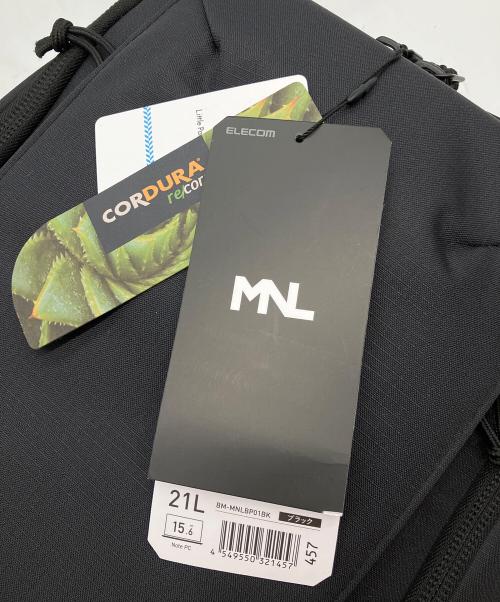 Little
CORDURA®
re/cor
ELECOM
MNL
21L
BM-MNLBP01BK
ブラック
15.6
Note PC
4 549550 321457
457